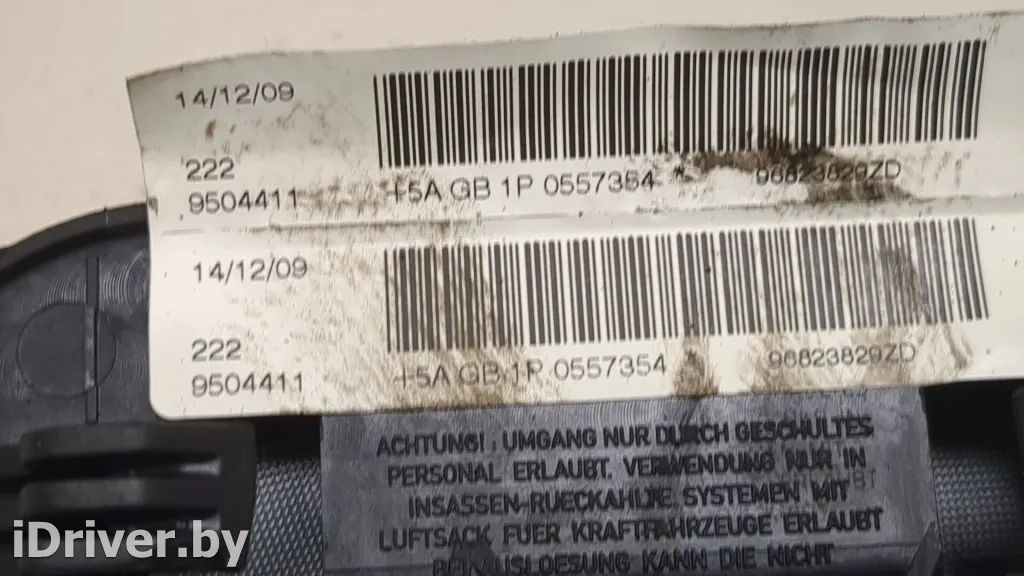 14/12/09
222
9504411 +5A GB 1P 0557354 * 96823829ZD
14/12/09
222
9504411 +5A GB 1P 0557354 * 96823829ZD
ACHTUNG! UMGANG NUR DURCH GESCHULTES
PERSONAL ERLAUBT. VERWENDUNG NUR IN
INSASSEN-RUECKAHLTE SYSTEMEN MIT
LUFTSACK FUER KRAFTFAHRZEUGE ERLAUBT
KANN DIE NICHT
iDriver.by